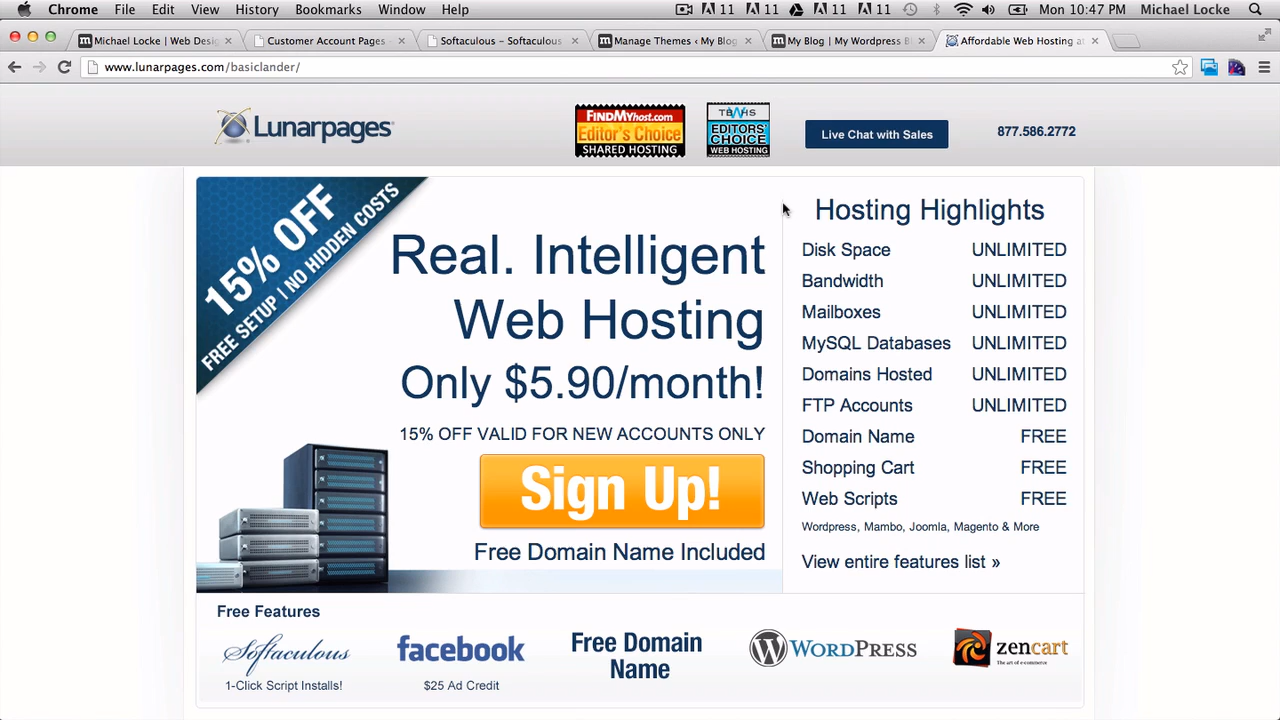 Chrome File Edit View History Bookmarks Window Help 11 11 11 11 Mon 10:47 PM Michael Locke
Michael Locke | Web Desig
Customer Account Pages
Softaculous – Softaculous
Manage Themes ‹ My Blog
My Blog | My Wordpress Bl
Affordable Web Hosting at
www.lunarpages.com/basiclander/
Lunarpages
FINDMYhost.com
Editor's Choice
SHARED HOSTING
TBWHS
EDITORS'
CHOICE
WEB HOSTING
Live Chat with Sales
877.586.2772
15% OFF
FREE SETUP | NO HIDDEN COSTS
Real. Intelligent
Web Hosting
Only $5.90/month!
15% OFF VALID FOR NEW ACCOUNTS ONLY
Sign Up!
Free Domain Name Included
Hosting Highlights
Disk Space UNLIMITED
Bandwidth UNLIMITED
Mailboxes UNLIMITED
MySQL Databases UNLIMITED
Domains Hosted UNLIMITED
FTP Accounts UNLIMITED
Domain Name FREE
Shopping Cart FREE
Web Scripts FREE
Wordpress, Mambo, Joomla, Magento & More
View entire features list »
Free Features
Softaculous
1-Click Script Installs!
facebook
$25 Ad Credit
Free Domain
Name
WORDPRESS
zencart
The art of e-commerce